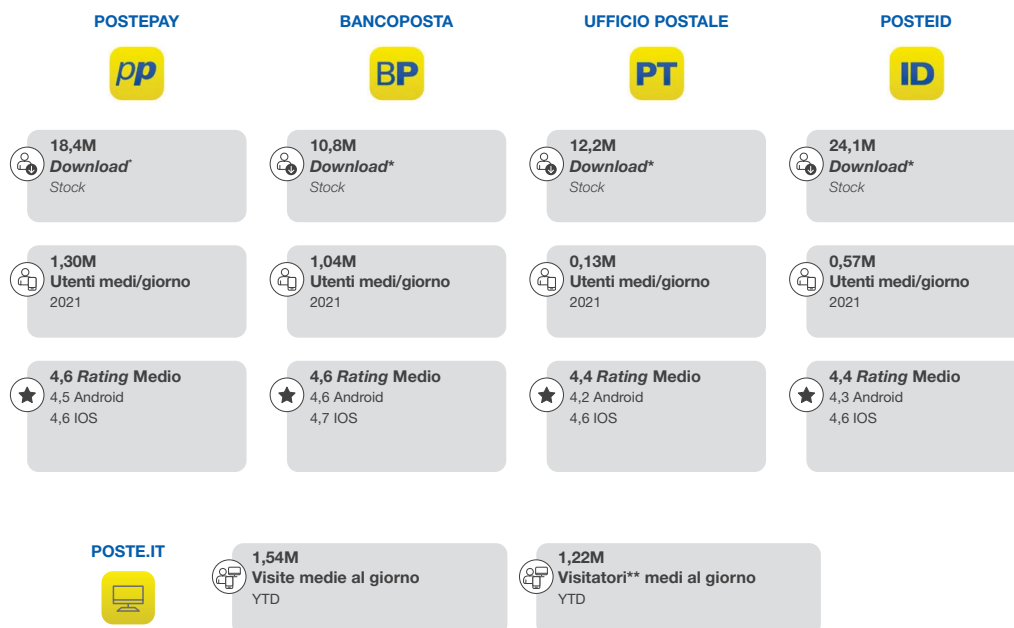 POSTEPAY
BANCOPOSTA
UFFICIO POSTALE
POSTEID
pp
BP
PT
ID
18,4M
Download*
Stock
10,8M
Download*
Stock
12,2M
Download*
Stock
24,1M
Download*
Stock
1,30M
Utenti medi/giorno
2021
1,04M
Utenti medi/giorno
2021
0,13M
Utenti medi/giorno
2021
0,57M
Utenti medi/giorno
2021
4,6 Rating Medio
4,5 Android
4,6 IOS
4,6 Rating Medio
4,6 Android
4,7 IOS
4,4 Rating Medio
4,2 Android
4,6 IOS
4,4 Rating Medio
4,3 Android
4,6 IOS
POSTE.IT
1,54M
Visite medie al giorno
YTD
1,22M
Visitatori** medi al giorno
YTD